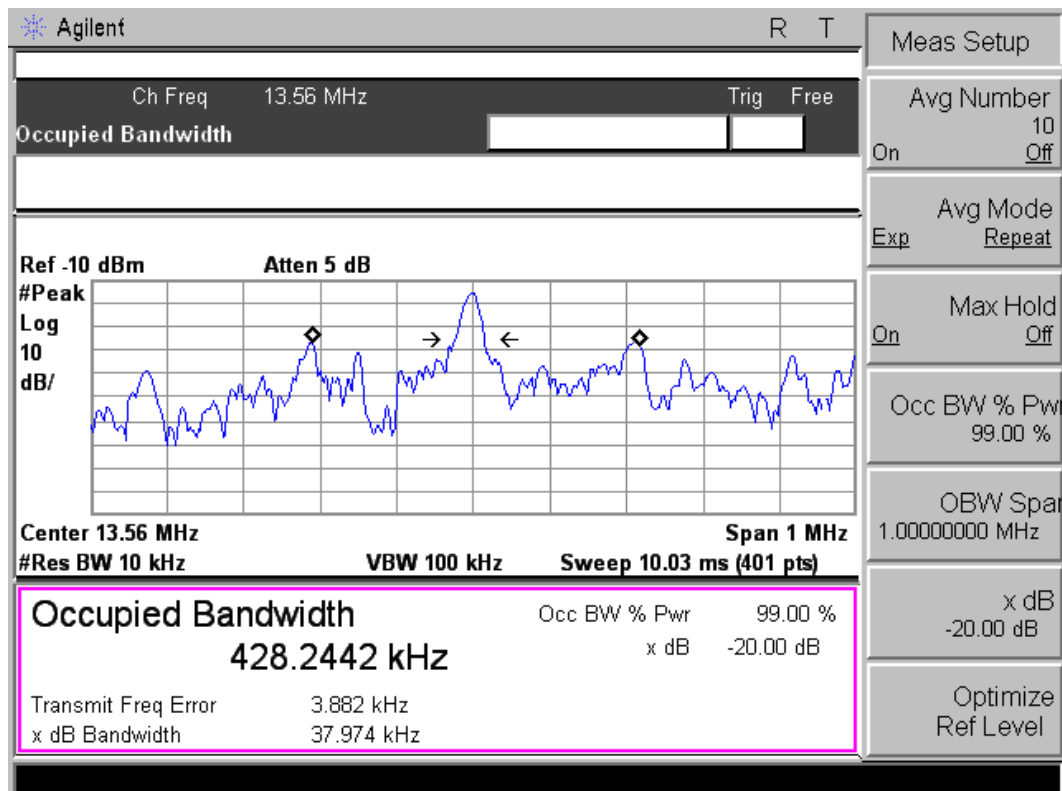 Agilent R T
Ch Freq 13.56 MHz Trig Free
Occupied Bandwidth
Ref -10 dBm Atten 5 dB
#Peak
Log
10
dB/
Center 13.56 MHz Span 1 MHz
#Res BW 10 kHz VBW 100 kHz Sweep 10.03 ms (401 pts)
Occupied Bandwidth Occ BW % Pwr 99.00 %
428.2442 kHz x dB -20.00 dB
Transmit Freq Error 3.882 kHz
x dB Bandwidth 37.974 kHz
Meas Setup
Avg Number
10
On Off
Avg Mode
Exp Repeat
Max Hold
On Off
Occ BW % Pwr
99.00 %
OBW Spar
1.00000000 MHz
x dB
-20.00 dB
Optimize
Ref Level